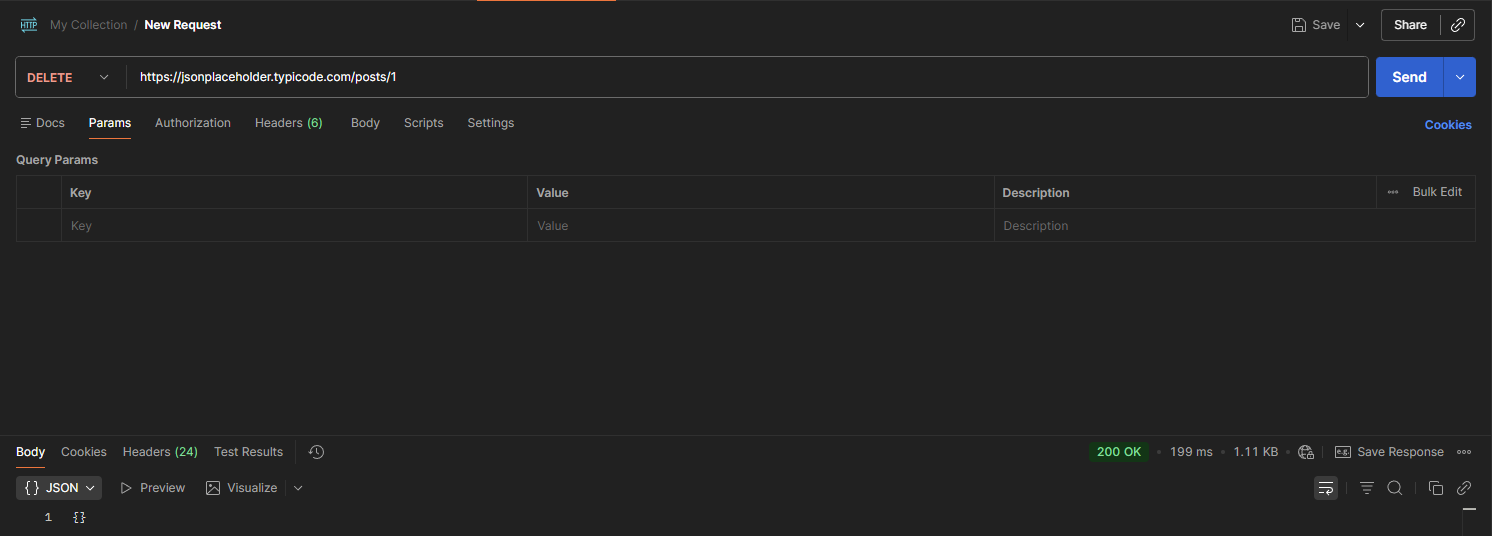 HTTP My Collection / New Request Save Share
DELETE https://jsonplaceholder.typicode.com/posts/1 Send
Docs Params Authorization Headers (6) Body Scripts Settings Cookies
Query Params
Key Value Description Bulk Edit
Key Value Description
Body Cookies Headers (24) Test Results 200 OK 199 ms 1.11 KB e.g. Save Response
{} JSON Preview Visualize
1 {}